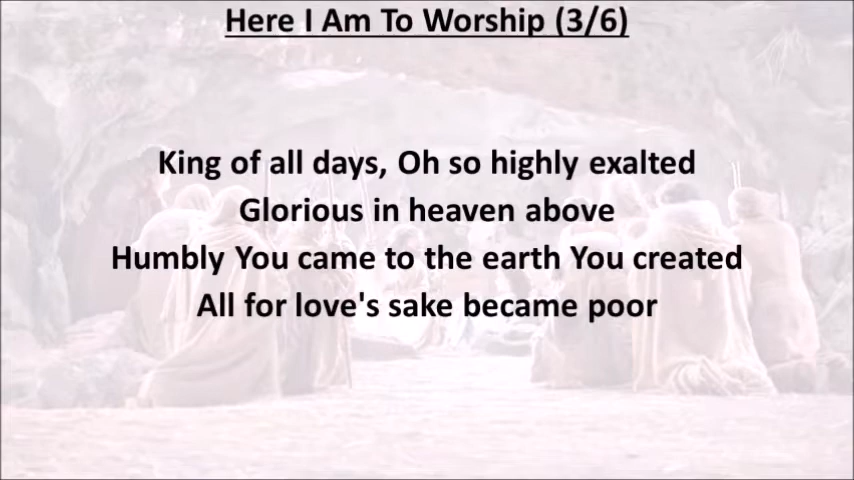 Here I Am To Worship (3/6)
King of all days, Oh so highly exalted
Glorious in heaven above
Humbly You came to the earth You created
All for love's sake became poor